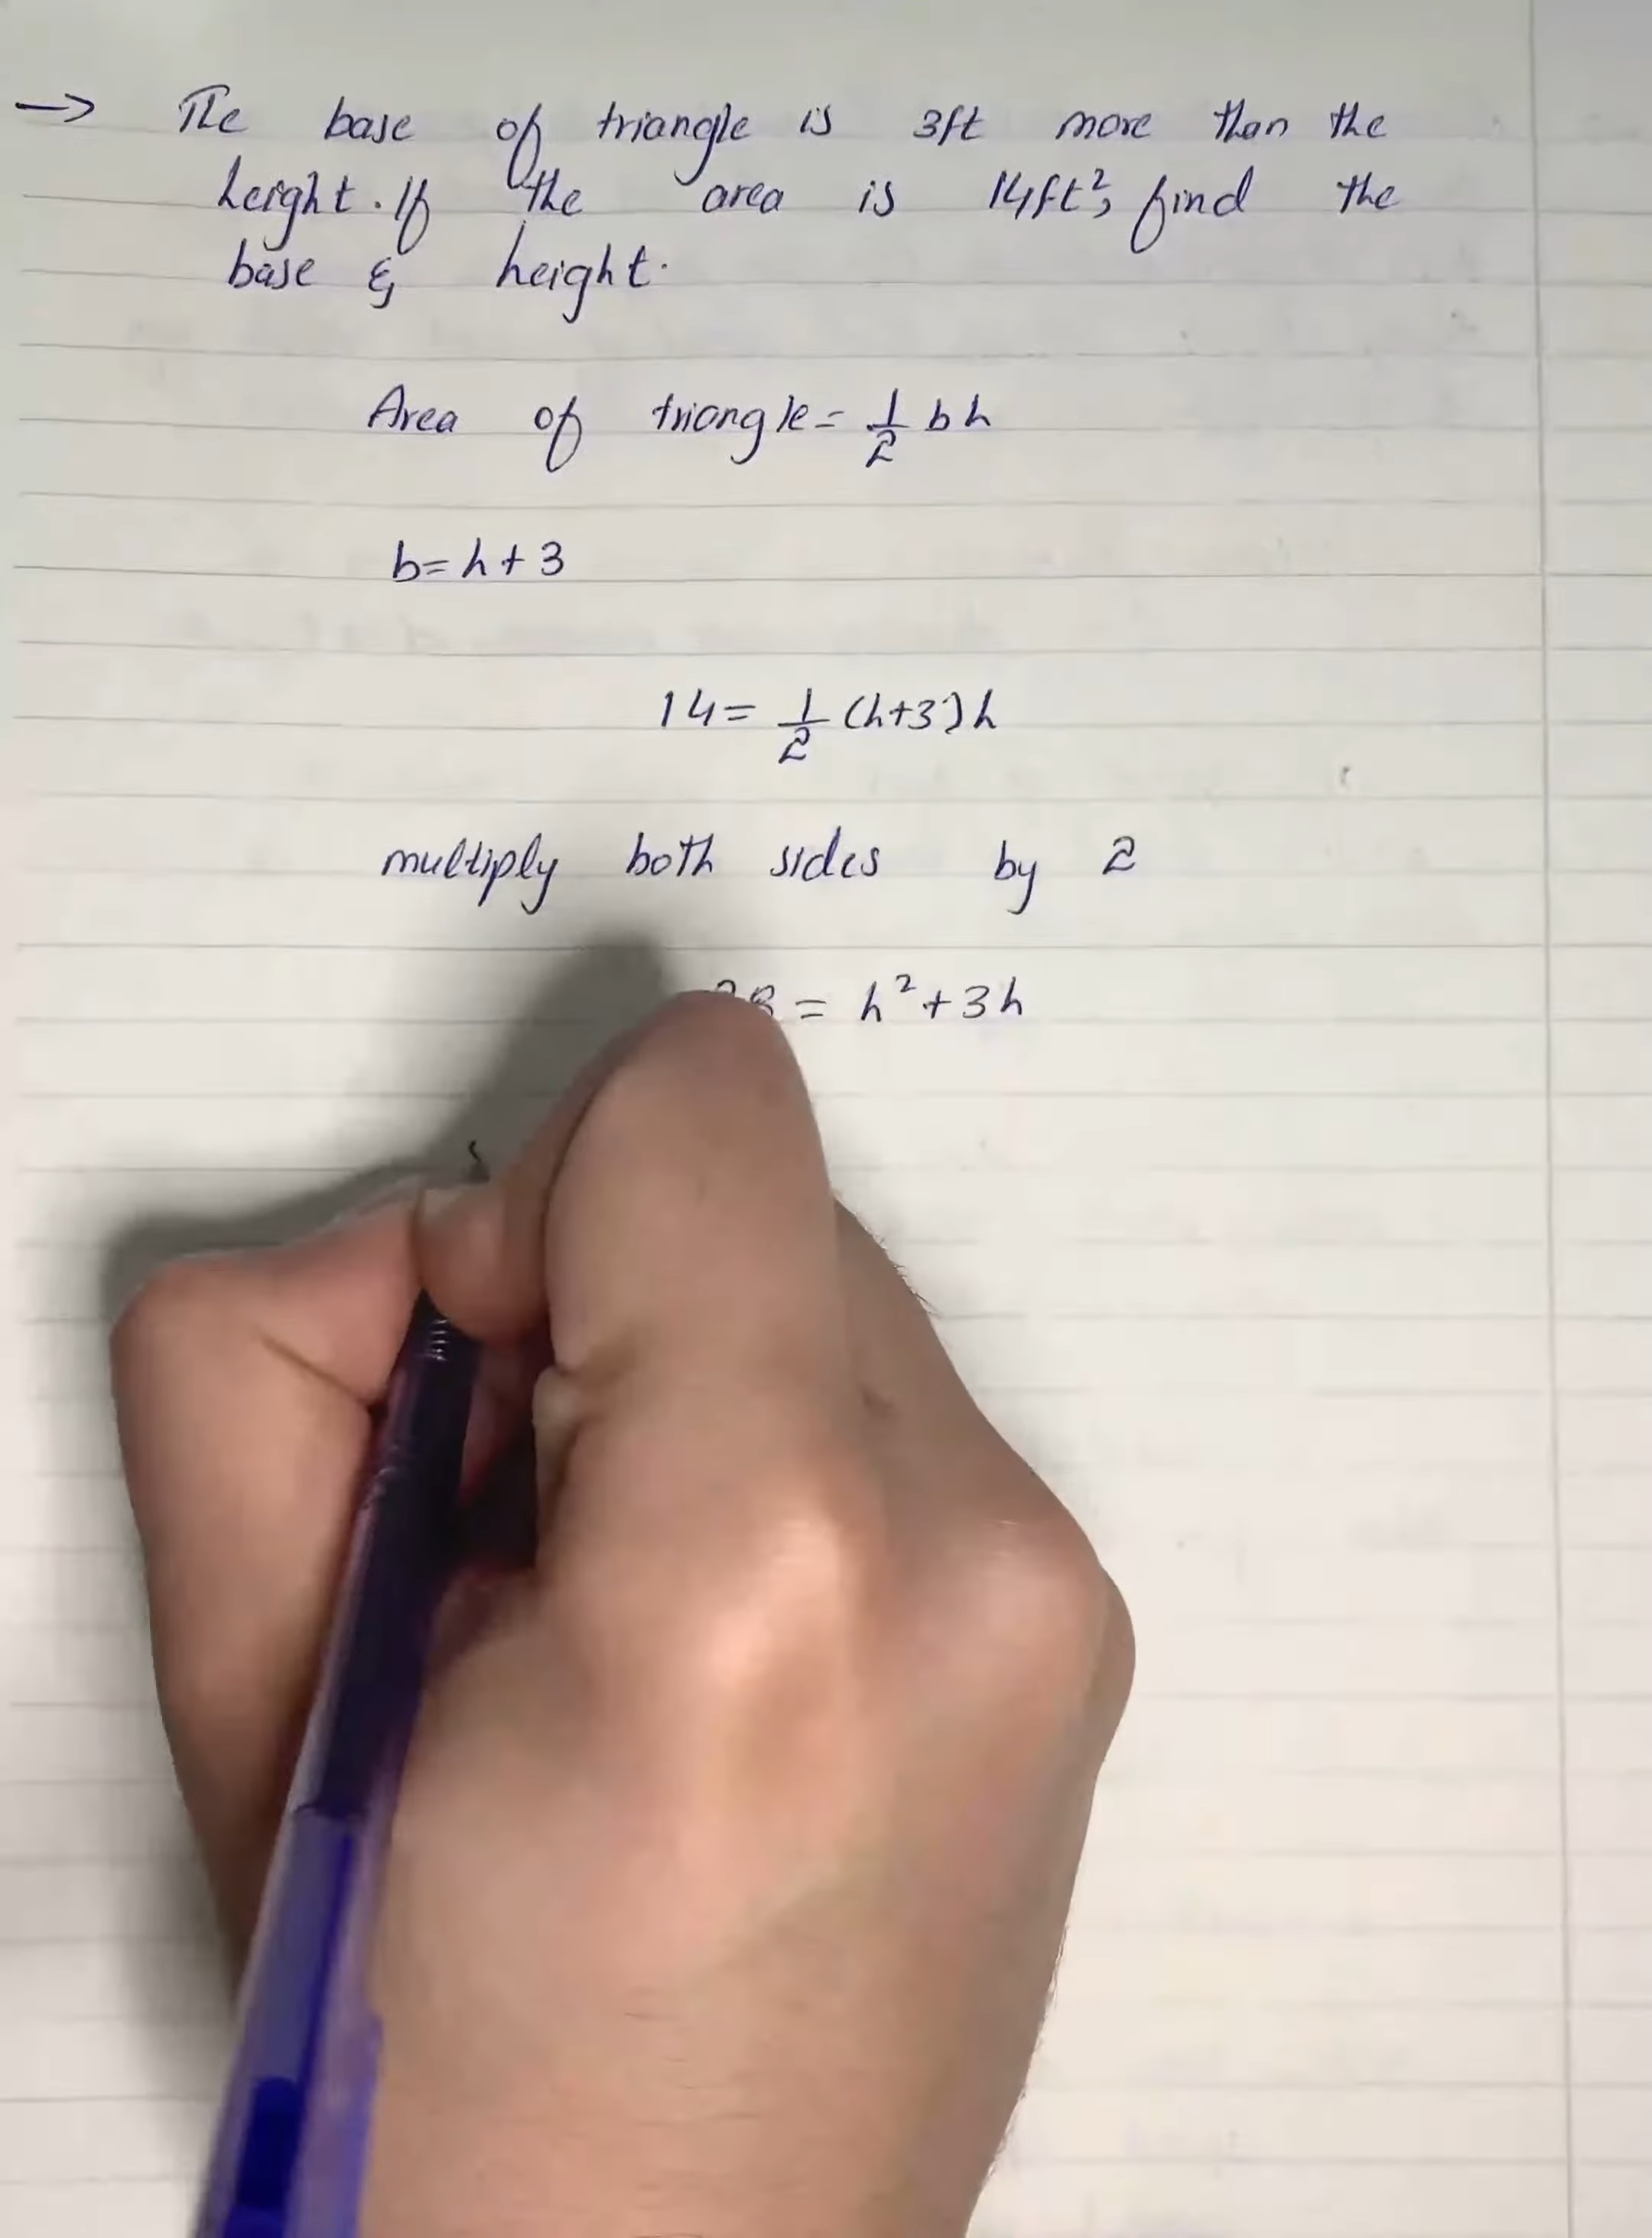 → The base of triangle is 3ft more than the
height. If the area is 14ft², find the
base & height.
Area of triangle = 1/2 bh
b = h + 3
14 = 1/2 (h+3)h
multiply both sides by 2
28 = h² + 3h